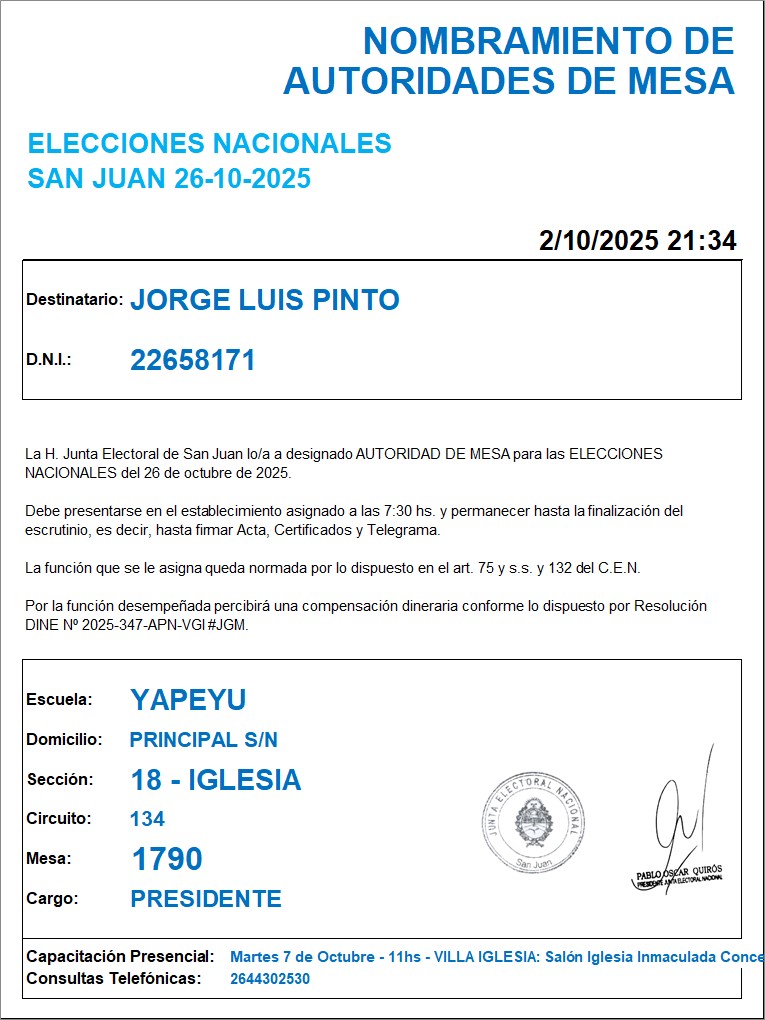 NOMBRAMIENTO DE
AUTORIDADES DE MESA
ELECCIONES NACIONALES
SAN JUAN 26-10-2025
2/10/2025 21:34
Destinatario: JORGE LUIS PINTO
D.N.I.: 22658171
La H. Junta Electoral de San Juan lo/a a designado AUTORIDAD DE MESA para las ELECCIONES
NACIONALES del 26 de octubre de 2025.
Debe presentarse en el establecimiento asignado a las 7:30 hs. y permanecer hasta la finalización del
escrutinio, es decir, hasta firmar Acta, Certificados y Telegrama.
La función que se le asigna queda normada por lo dispuesto en el art. 75 y s.s. y 132 del C.E.N.
Por la función desempeñada percibirá una compensación dineraria conforme lo dispuesto por Resolución
DINE Nº 2025-347-APN-VGI#JGM.
Escuela: YAPEYU
Domicilio: PRINCIPAL S/N
Sección: 18 - IGLESIA
Circuito: 134
Mesa: 1790
Cargo: PRESIDENTE
JUNTA ELECTORAL NACIONAL
San Juan
PABLO OSCAR QUIRÓS
PRESIDENTE JUNTA ELECTORAL NACIONAL
Capacitación Presencial: Martes 7 de Octubre - 11hs - VILLA IGLESIA: Salón Iglesia Inmaculada Conce
Consultas Telefónicas: 2644302530